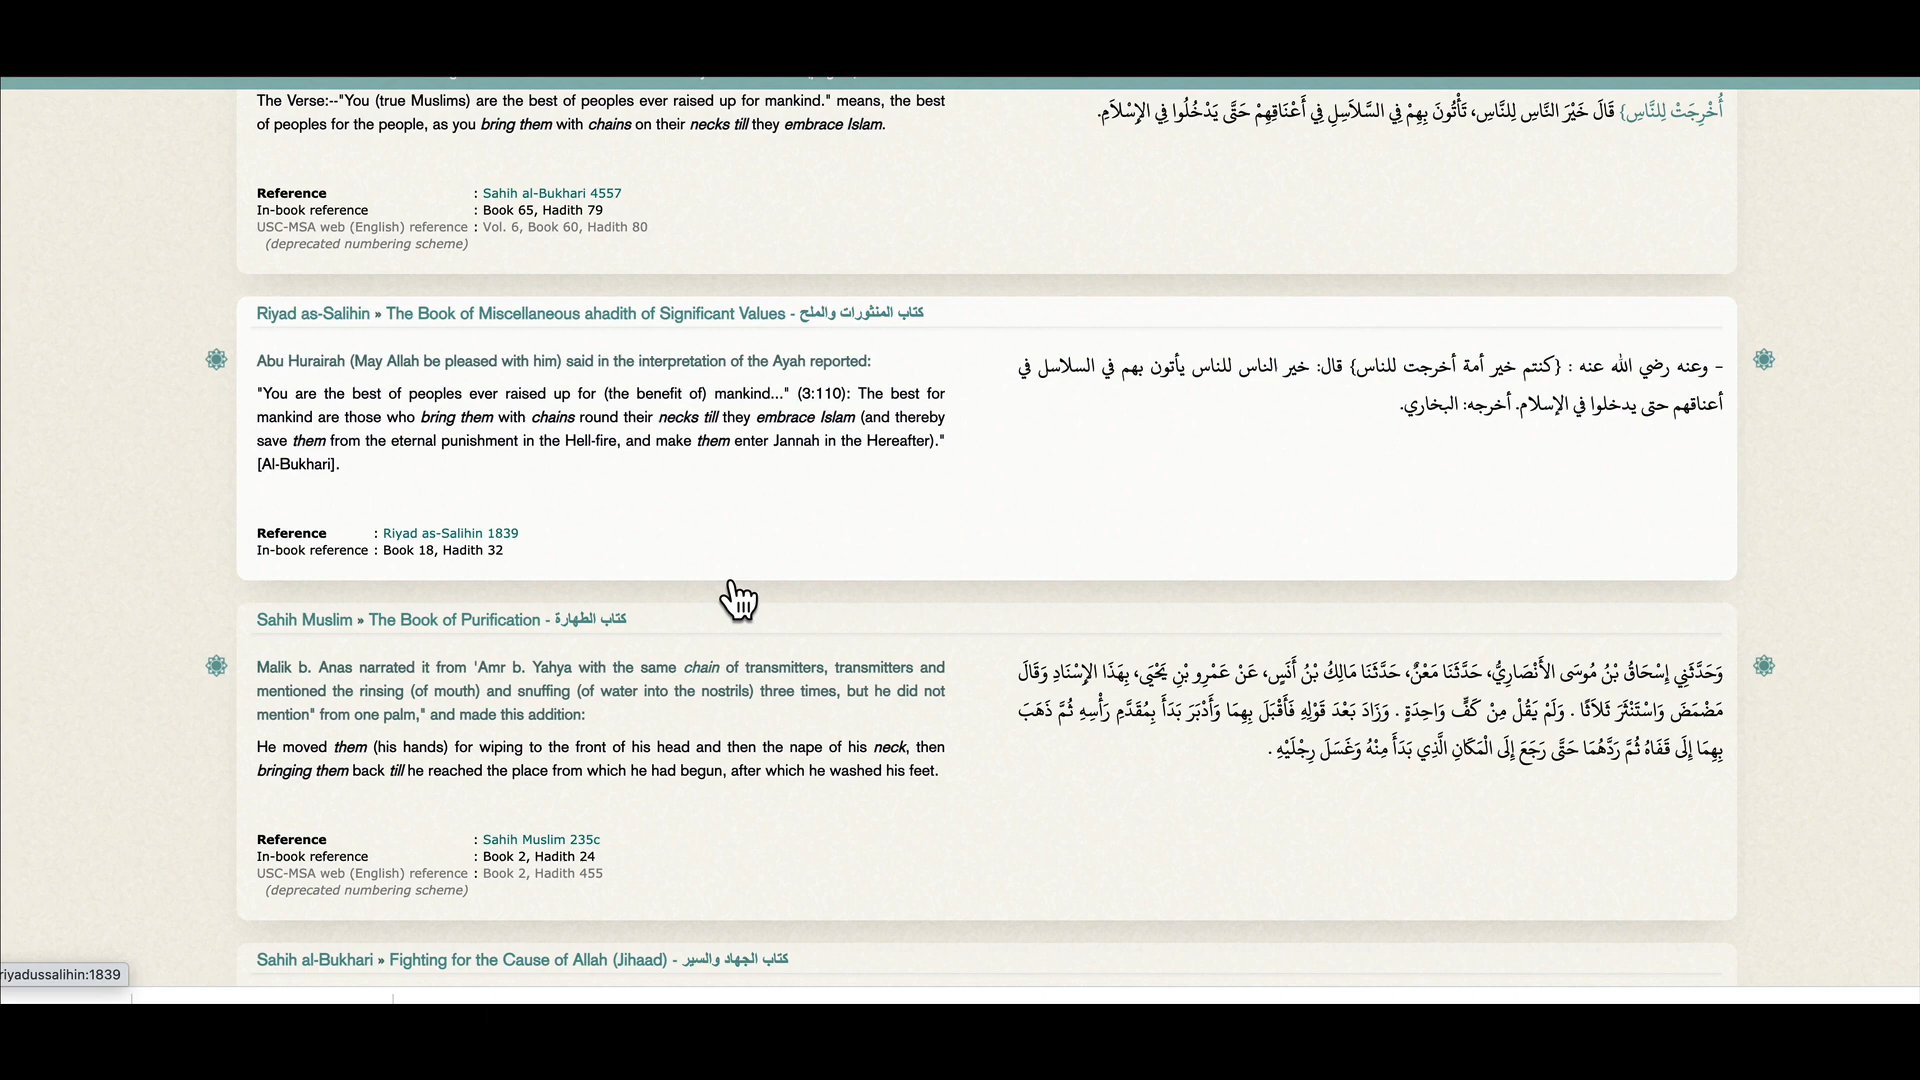 The Verse:--"You (true Muslims) are the best of peoples ever raised up for mankind." means, the best
of peoples for the people, as you bring them with chains on their necks till they embrace Islam.
أُخْرِجَتْ لِلنَّاسِ} قَالَ خَيْرَ النَّاسِ لِلنَّاسِ، تَأْتُونَ بِهِمْ فِي السَّلاَسِلِ فِي أَعْنَاقِهِمْ حَتَّى يَدْخُلُوا فِي الإِسْلاَمِ.
Reference : Sahih al-Bukhari 4557
In-book reference : Book 65, Hadith 79
USC-MSA web (English) reference : Vol. 6, Book 60, Hadith 80
(deprecated numbering scheme)
Riyad as-Salihin » The Book of Miscellaneous ahadith of Significant Values - كتاب المنثورات والملح
Abu Hurairah (May Allah be pleased with him) said in the interpretation of the Ayah reported:
"You are the best of peoples ever raised up for (the benefit of) mankind..." (3:110): The best for
mankind are those who bring them with chains round their necks till they embrace Islam (and thereby
save them from the eternal punishment in the Hell-fire, and make them enter Jannah in the Hereafter)."
[Al-Bukhari].
- وعنه رضي الله عنه : {كنتم خير أمة أخرجت للناس} قال: خير الناس للناس يأتون بهم في السلاسل في
أعناقهم حتى يدخلوا في الإسلام. أخرجه: البخاري.
Reference : Riyad as-Salihin 1839
In-book reference : Book 18, Hadith 32
Sahih Muslim » The Book of Purification - كتاب الطهارة
Malik b. Anas narrated it from 'Amr b. Yahya with the same chain of transmitters, transmitters and
mentioned the rinsing (of mouth) and snuffing (of water into the nostrils) three times, but he did not
mention" from one palm," and made this addition:
He moved them (his hands) for wiping to the front of his head and then the nape of his neck, then
bringing them back till he reached the place from which he had begun, after which he washed his feet.
وَحَدَّثَنِي إِسْحَاقُ بْنُ مُوسَى الأَنْصَارِيُّ، حَدَّثَنَا مَعْنٌ، حَدَّثَنَا مَالِكُ بْنُ أَنَسٍ، عَنْ عَمْرِو بْنِ يَحْيَى، بِهَذَا الإِسْنَادِ وَقَالَ
مَضْمَضَ وَاسْتَنْثَرَ ثَلاَثًا . وَلَمْ يَقُلْ مِنْ كَفٍّ وَاحِدَةٍ . وَزَادَ بَعْدَ قَوْلِهِ فَأَقْبَلَ بِهِمَا وَأَدْبَرَ بَدَأَ بِمُقَدَّمِ رَأْسِهِ ثُمَّ ذَهَبَ
بِهِمَا إِلَى قَفَاهُ ثُمَّ رَدَّهُمَا حَتَّى رَجَعَ إِلَى الْمَكَانِ الَّذِي بَدَأَ مِنْهُ وَغَسَلَ رِجْلَيْهِ .
Reference : Sahih Muslim 235c
In-book reference : Book 2, Hadith 24
USC-MSA web (English) reference : Book 2, Hadith 455
(deprecated numbering scheme)
Sahih al-Bukhari » Fighting for the Cause of Allah (Jihaad) - كتاب الجهاد والسير
riyadussalihin:1839